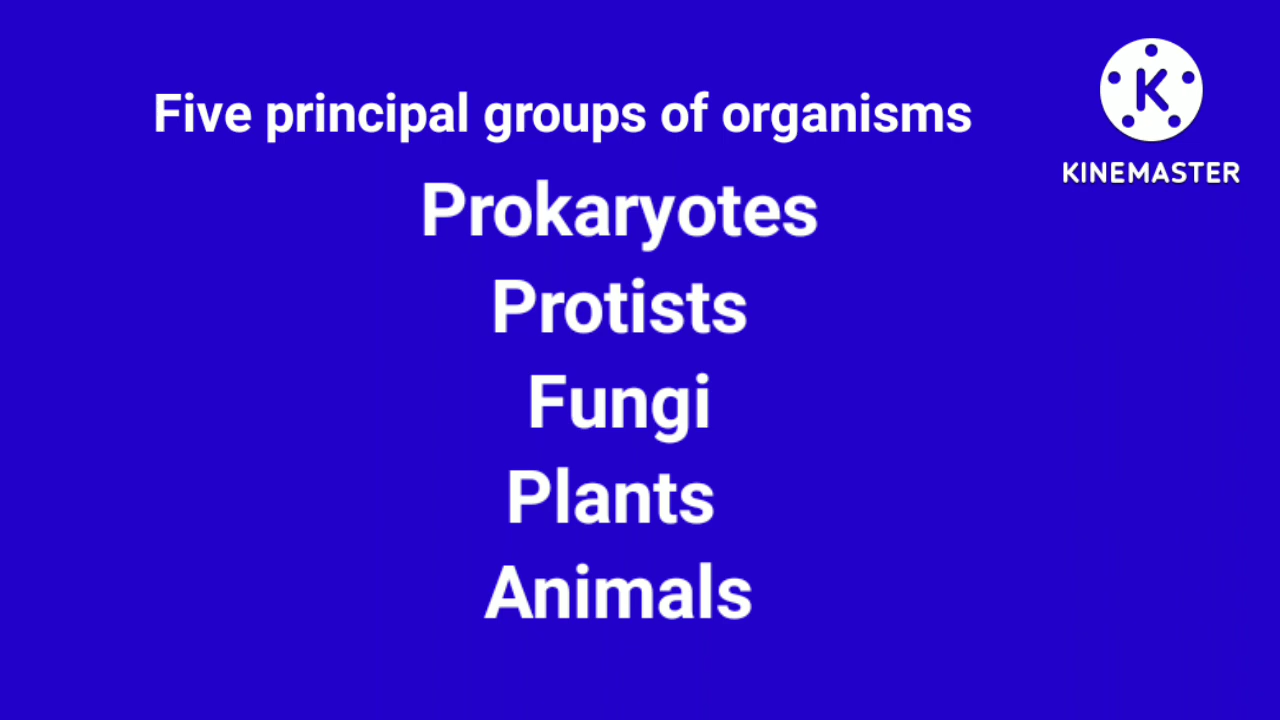 Five principal groups of organisms
K
KINEMASTER
Prokaryotes
Protists
Fungi
Plants
Animals